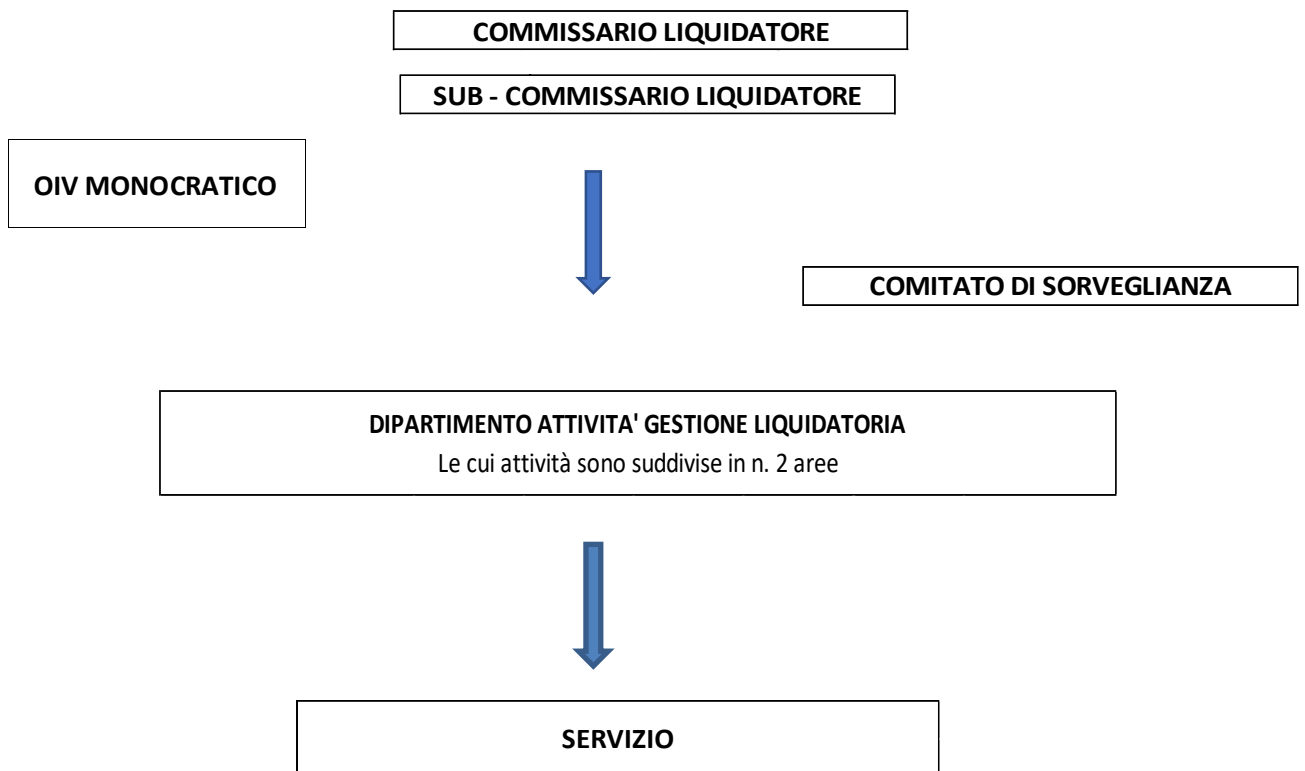 COMMISSARIO LIQUIDATORE
SUB - COMMISSARIO LIQUIDATORE
OIV MONOCRATICO
COMITATO DI SORVEGLIANZA
DIPARTIMENTO ATTIVITA' GESTIONE LIQUIDATORIA
Le cui attività sono suddivise in n. 2 aree
SERVIZIO